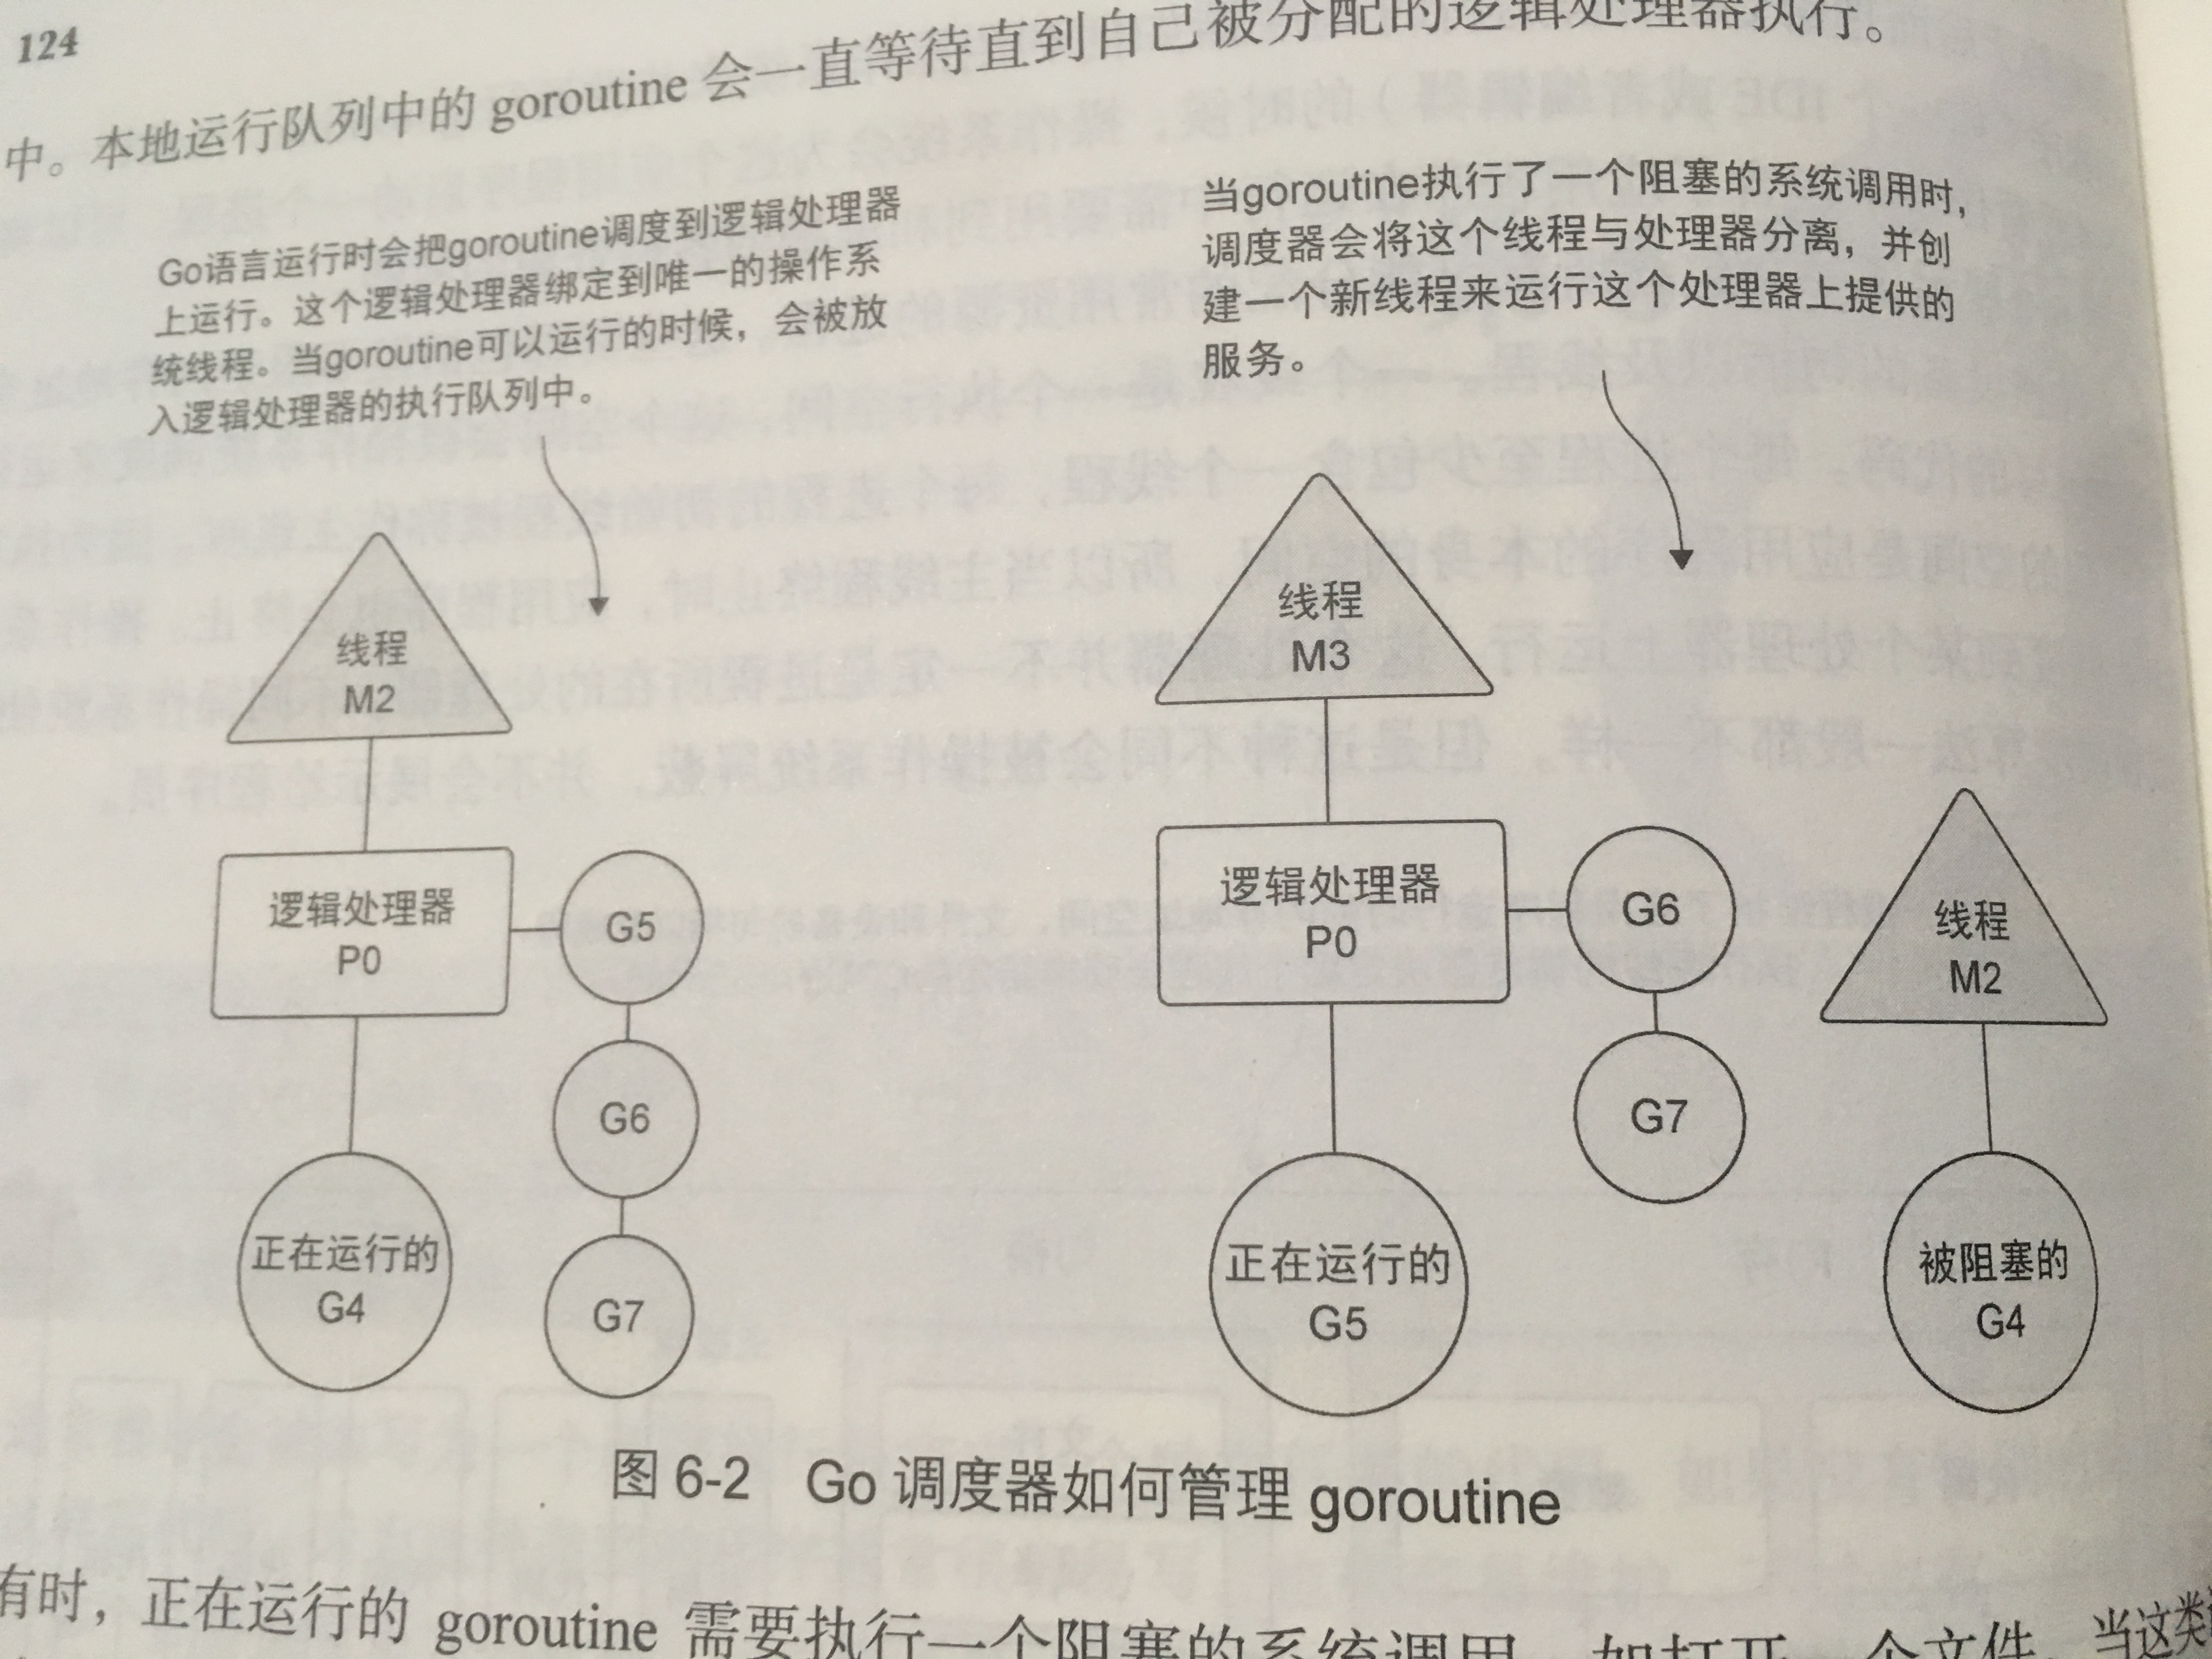 124
中。本地运行队列中的 goroutine 会一直等待直到自己被分配的逻辑处理器执行。
Go语言运行时会把goroutine调度到逻辑处理器
上运行。这个逻辑处理器绑定到唯一的操作系
统线程。当goroutine可以运行的时候，会被放
入逻辑处理器的执行队列中。
当goroutine执行了一个阻塞的系统调用时，
调度器会将这个线程与处理器分离，并创
建一个新线程来运行这个处理器上提供的
服务。
线程
M2
逻辑处理器
P0
G5
G6
G7
正在运行的
G4
线程
M3
逻辑处理器
P0
G6
G7
正在运行的
G5
线程
M2
被阻塞的
G4
图 6-2 Go 调度器如何管理 goroutine
有时，正在运行的 goroutine 需要执行一个阻塞的系统调用，如打开一个文件。当这类